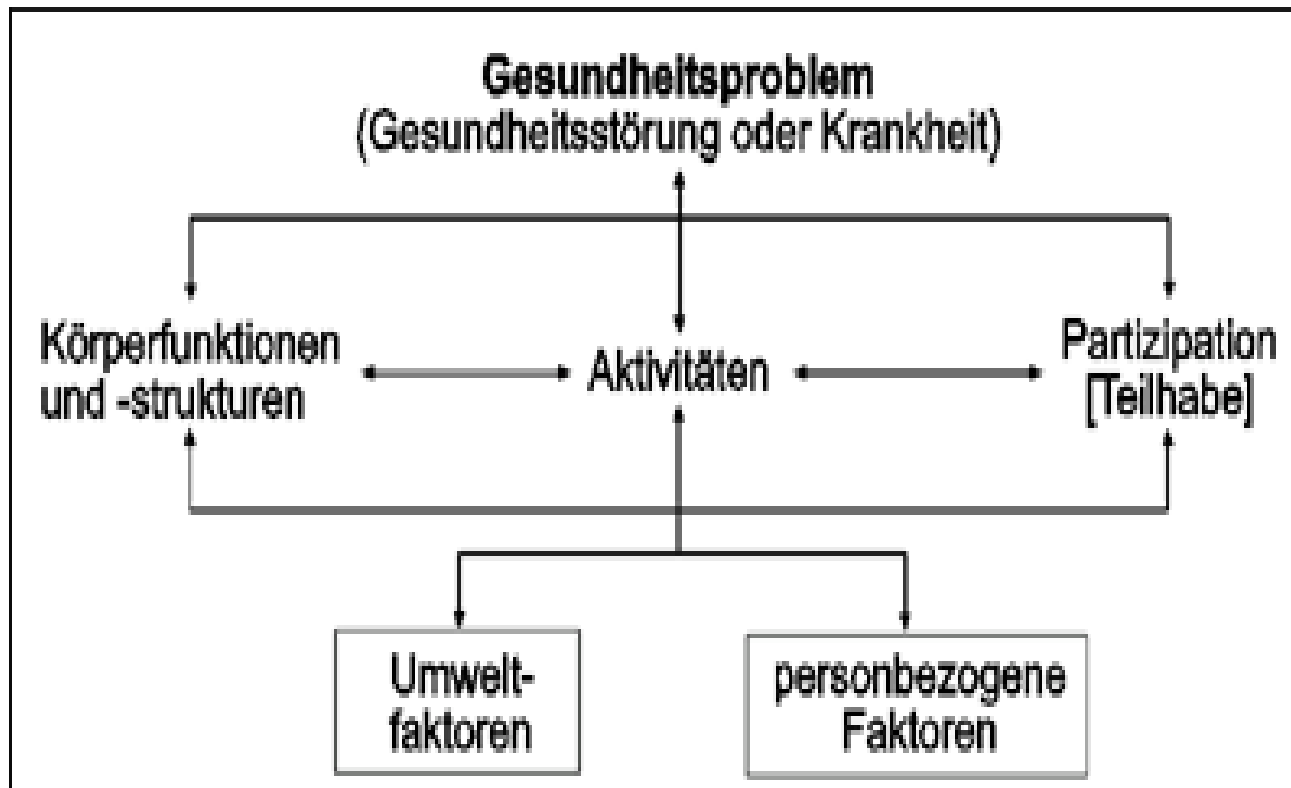 Gesundheitsproblem
(Gesundheitsstörung oder Krankheit)
Körperfunktionen
und -strukturen
Aktivitäten
Partizipation
[Teilhabe]
Umwelt-
faktoren
personbezogene
Faktoren